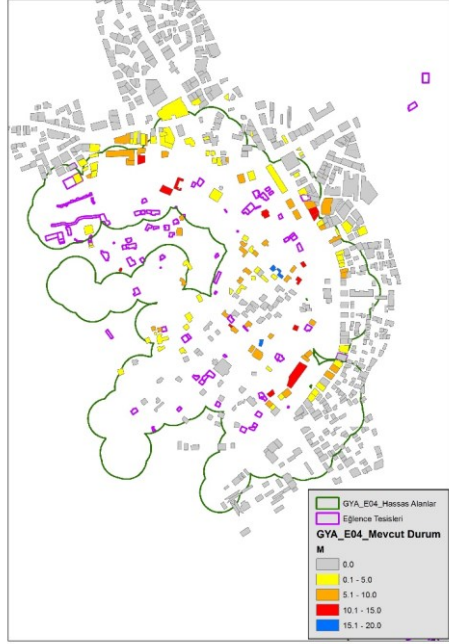 GYA_E04_Hassas Alanlar
Eğlence Tesisleri
GYA_E04_Mevcut Durum
M
0.0
0.1 - 5.0
5.1 - 10.0
10.1 - 15.0
15.1 - 20.0